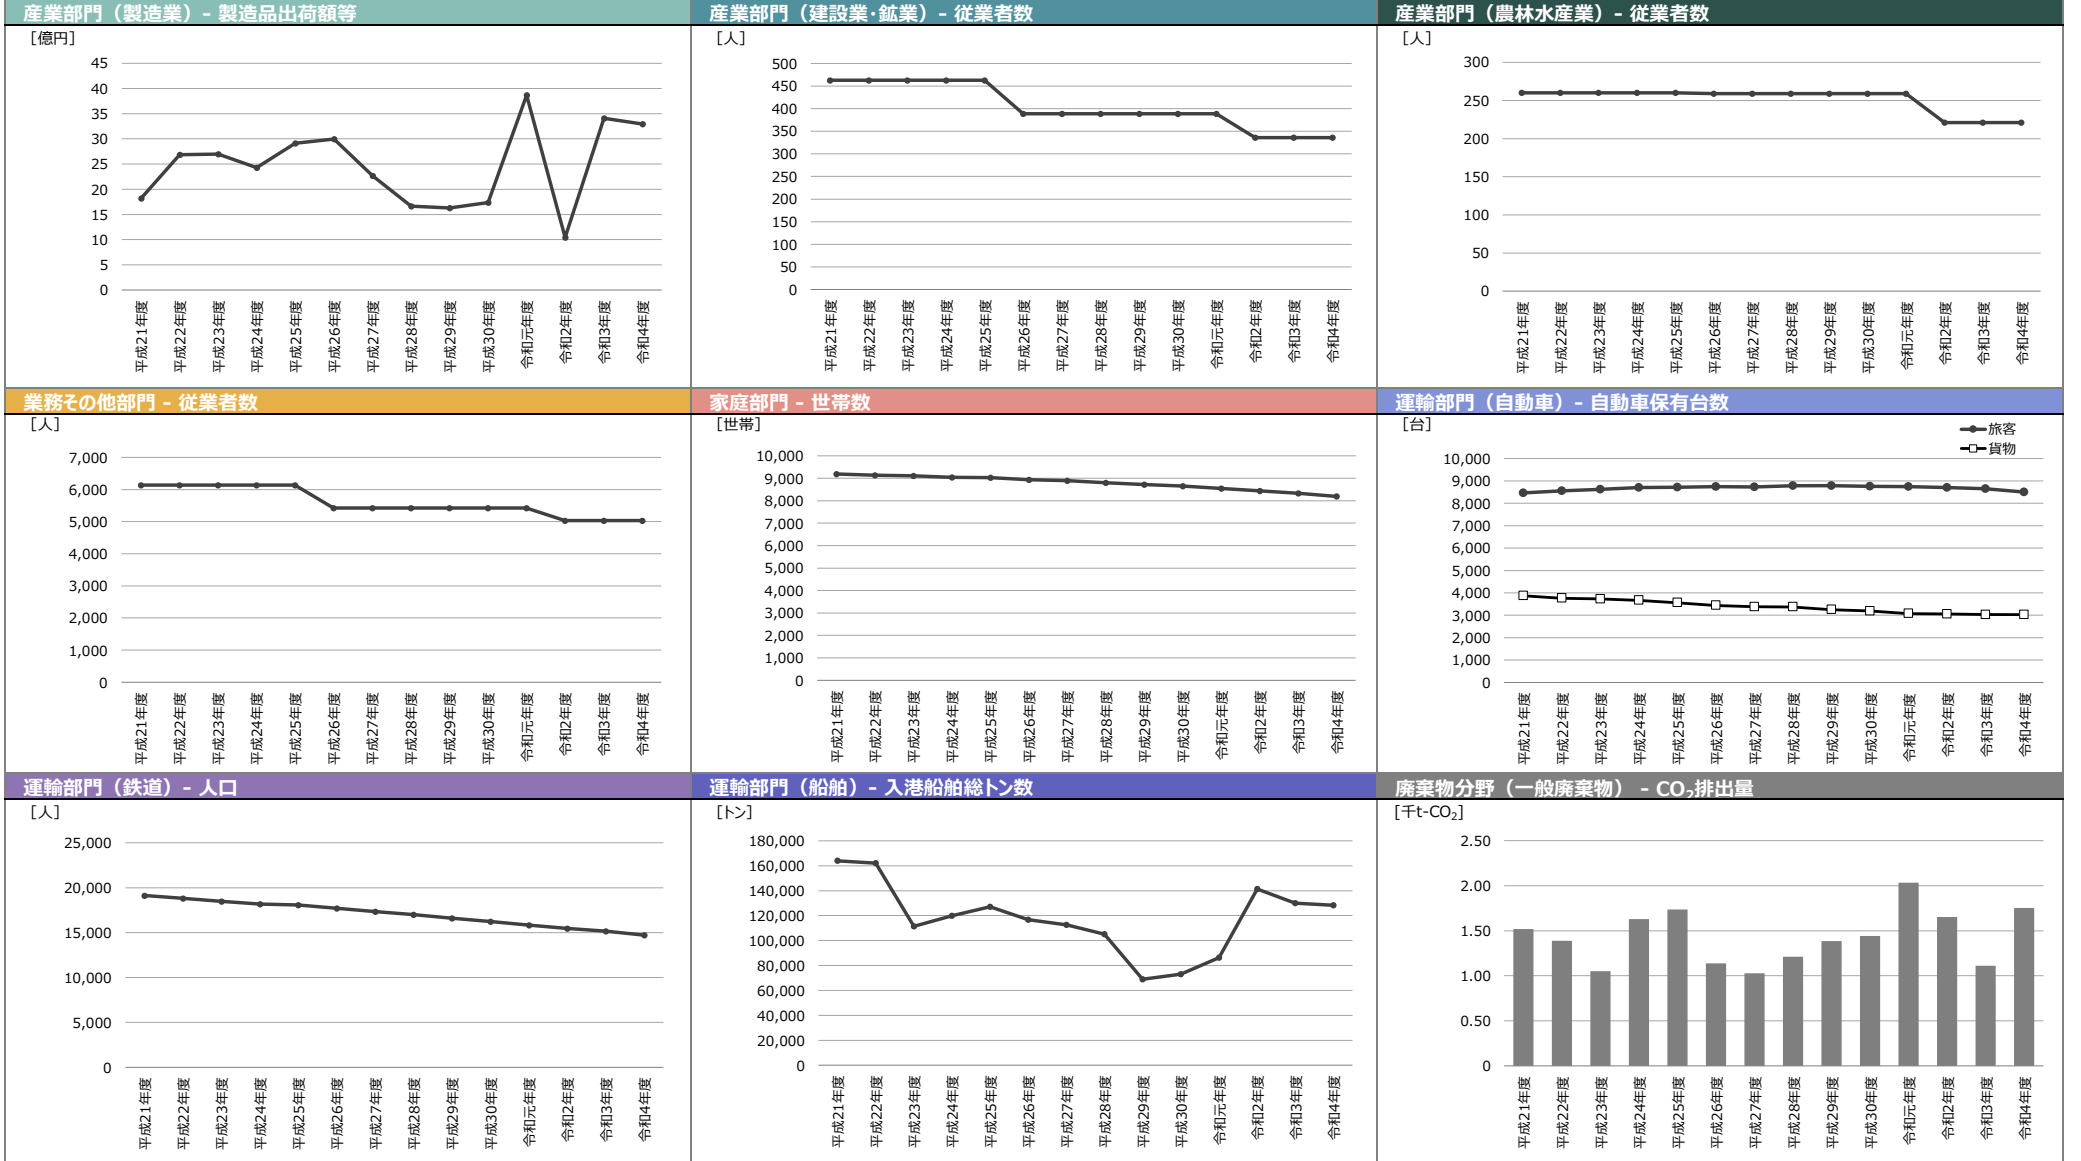 産業部門（製造業）- 製造品出荷額等
[億円]
45
40
35
30
25
20
15
10
5
0
平成21年度
平成22年度
平成23年度
平成24年度
平成25年度
平成26年度
平成27年度
平成28年度
平成29年度
平成30年度
令和元年度
令和2年度
令和3年度
令和4年度
産業部門（建設業･鉱業）- 従業者数
[人]
500
450
400
350
300
250
200
150
100
50
0
平成21年度
平成22年度
平成23年度
平成24年度
平成25年度
平成26年度
平成27年度
平成28年度
平成29年度
平成30年度
令和元年度
令和2年度
令和3年度
令和4年度
産業部門（農林水産業）- 従業者数
[人]
300
250
200
150
100
50
0
平成21年度
平成22年度
平成23年度
平成24年度
平成25年度
平成26年度
平成27年度
平成28年度
平成29年度
平成30年度
令和元年度
令和2年度
令和3年度
令和4年度
業務その他部門 - 従業者数
[人]
7,000
6,000
5,000
4,000
3,000
2,000
1,000
0
平成21年度
平成22年度
平成23年度
平成24年度
平成25年度
平成26年度
平成27年度
平成28年度
平成29年度
平成30年度
令和元年度
令和2年度
令和3年度
令和4年度
家庭部門 - 世帯数
[世帯]
10,000
9,000
8,000
7,000
6,000
5,000
4,000
3,000
2,000
1,000
0
平成21年度
平成22年度
平成23年度
平成24年度
平成25年度
平成26年度
平成27年度
平成28年度
平成29年度
平成30年度
令和元年度
令和2年度
令和3年度
令和4年度
運輸部門（自動車）- 自動車保有台数
[台]
旅客
貨物
10,000
9,000
8,000
7,000
6,000
5,000
4,000
3,000
2,000
1,000
0
平成21年度
平成22年度
平成23年度
平成24年度
平成25年度
平成26年度
平成27年度
平成28年度
平成29年度
平成30年度
令和元年度
令和2年度
令和3年度
令和4年度
運輸部門（鉄道）- 人口
[人]
25,000
20,000
15,000
10,000
5,000
0
平成21年度
平成22年度
平成23年度
平成24年度
平成25年度
平成26年度
平成27年度
平成28年度
平成29年度
平成30年度
令和元年度
令和2年度
令和3年度
令和4年度
運輸部門（船舶）- 入港船舶総トン数
[トン]
180,000
160,000
140,000
120,000
100,000
80,000
60,000
40,000
20,000
0
平成21年度
平成22年度
平成23年度
平成24年度
平成25年度
平成26年度
平成27年度
平成28年度
平成29年度
平成30年度
令和元年度
令和2年度
令和3年度
令和4年度
廃棄物分野（一般廃棄物） - CO₂排出量
[千t-CO₂]
2.50
2.00
1.50
1.00
0.50
0
平成21年度
平成22年度
平成23年度
平成24年度
平成25年度
平成26年度
平成27年度
平成28年度
平成29年度
平成30年度
令和元年度
令和2年度
令和3年度
令和4年度